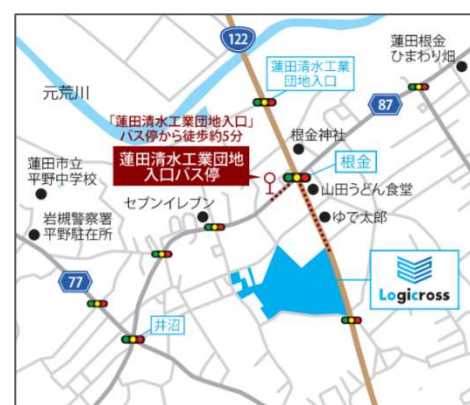 122
蓮田根金
ひまわり畑
蓮田清水工業
団地入口
元荒川
87
「蓮田清水工業団地入口」
バス停から徒歩約5分
蓮田清水工業団地
入口バス停
根金神社
根金
蓮田市立
平野中学校
山田うどん食堂
セブンイレブン
ゆで太郎
岩槻警察署
平野駐在所
77
Logicross
井沼